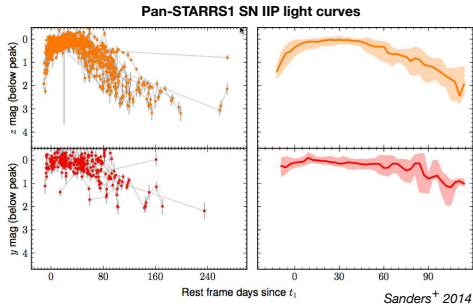 Pan-STARRS1 SN IIP light curves
z mag (below peak)
0
1
2
3
4
y mag (below peak)
0
1
2
3
4
0 80 160 240
0 30 60 90
Rest frame days since t1
Sanders+ 2014